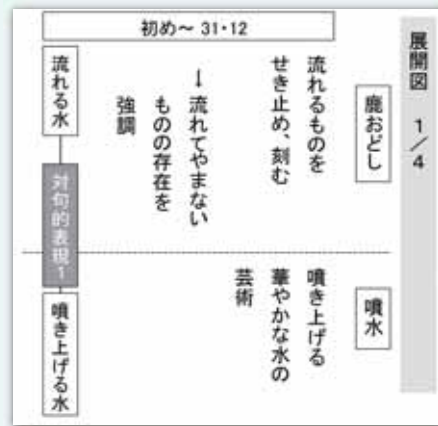 展開図 1/4
初め〜31・12
鹿おどし
流れるものを
せき止め、刻む
→流れてやまない
ものの存在を
強調
流れる水
噴水
噴き上げる
華やかな水の
芸術
対句的表現1
噴き上げる水